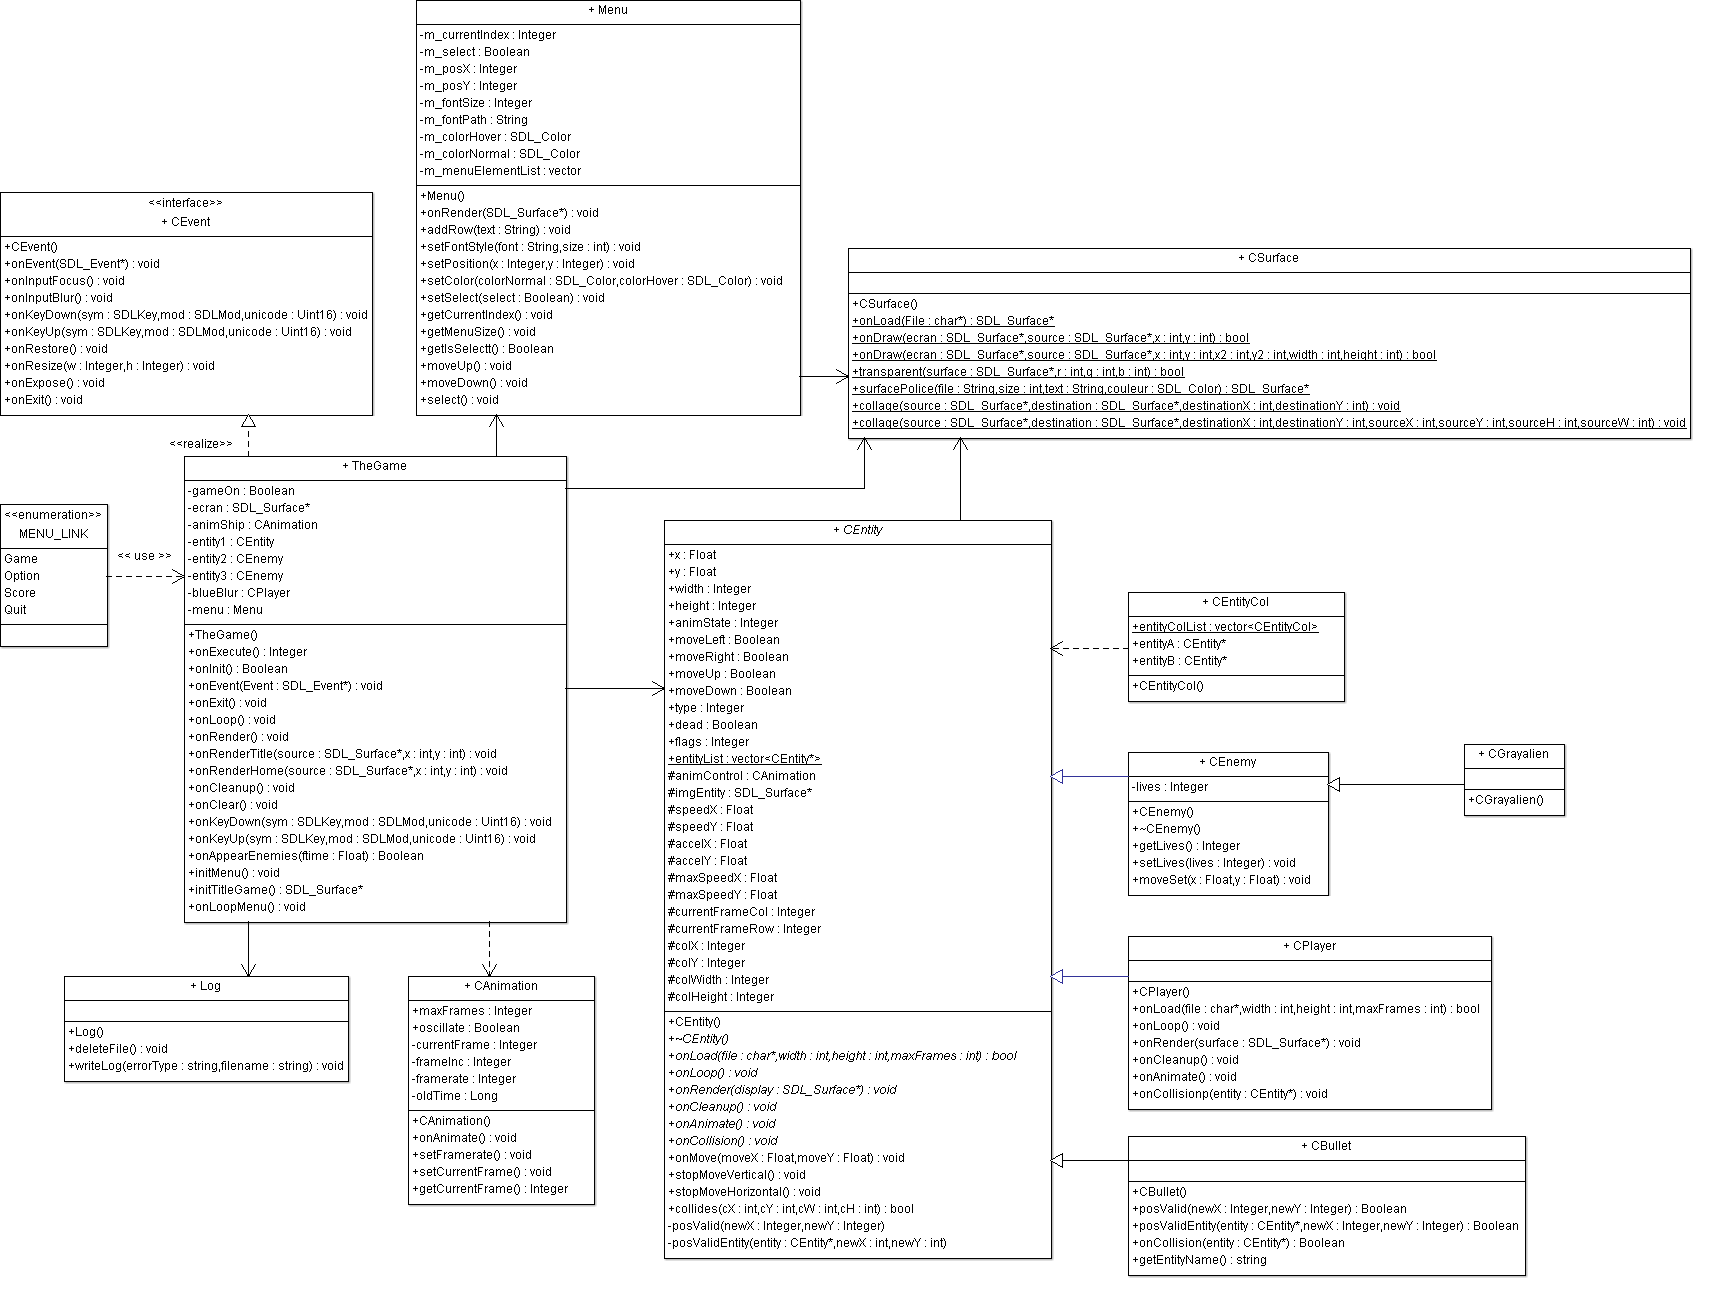 + Menu
-m_currentIndex : Integer
-m_select : Boolean
-m_posX : Integer
-m_posY : Integer
-m_fontSize : Integer
-m_fontPath : String
-m_colorHover : SDL_Color
-m_colorNormal : SDL_Color
-m_menuElementList : vector
+Menu()
+onRender(SDL_Surface*) : void
+addRow(text : String) : void
+setFontStyle(font : String,size : int) : void
+setPosition(x : Integer,y : Integer) : void
+setColor(colorNormal : SDL_Color,colorHover : SDL_Color) : void
+setSelect(select : Boolean) : void
+getCurrentIndex() : void
+getMenuSize() : void
+getIsSelectt() : Boolean
+moveUp() : void
+moveDown() : void
+select() : void
<<interface>>
+ CEvent
+CEvent()
+onEvent(SDL_Event*) : void
+onInputFocus() : void
+onInputBlur() : void
+onKeyDown(sym : SDLKey,mod : SDLMod,unicode : Uint16) : void
+onKeyUp(sym : SDLKey,mod : SDLMod,unicode : Uint16) : void
+onRestore() : void
+onResize(w : Integer,h : Integer) : void
+onExpose() : void
+onExit() : void
+ CSurface
+CSurface()
+onLoad(File : char*) : SDL_Surface*
+onDraw(ecran : SDL_Surface*,source : SDL_Surface*,x : int,y : int) : bool
+onDraw(ecran : SDL_Surface*,source : SDL_Surface*,x : int,y : int,x2 : int,y2 : int,width : int,height : int) : bool
+transparent(surface : SDL_Surface*,r : int,g : int,b : int) : bool
+surfacePolice(file : String,size : int,text : String,couleur : SDL_Color) : SDL_Surface*
+collage(source : SDL_Surface*,destination : SDL_Surface*,destinationX : int,destinationY : int) : void
+collage(source : SDL_Surface*,destination : SDL_Surface*,destinationX : int,destinationY : int,sourceX : int,sourceY : int,sourceH : int,sourceW : int) : void
<<realize>>
+ TheGame
-gameOn : Boolean
-ecran : SDL_Surface*
-animShip : CAnimation
-entity1 : CEntity
-entity2 : CEnemy
-entity3 : CEnemy
-blueBlur : CPlayer
-menu : Menu
+TheGame()
+onExecute() : Integer
+onInit() : Boolean
+onEvent(Event : SDL_Event*) : void
+onExit() : void
+onLoop() : void
+onRender() : void
+onRenderTitle(source : SDL_Surface*,x : int,y : int) : void
+onRenderHome(source : SDL_Surface*,x : int,y : int) : void
+onCleanup() : void
+onClear() : void
+onKeyDown(sym : SDLKey,mod : SDLMod,unicode : Uint16) : void
+onKeyUp(sym : SDLKey,mod : SDLMod,unicode : Uint16) : void
+onAppearEnemies(ftime : Float) : Boolean
+initMenu() : void
+initTitleGame() : SDL_Surface*
+onLoopMenu() : void
<<enumeration>>
MENU_LINK
Game
Option
Score
Quit
<< use >>
+ CEntity
+x : Float
+y : Float
+width : Integer
+height : Integer
+animState : Integer
+moveLeft : Boolean
+moveRight : Boolean
+moveUp : Boolean
+moveDown : Boolean
+type : Integer
+dead : Boolean
+flags : Integer
+entityList : vector<CEntity*>
#animControl : CAnimation
#imgEntity : SDL_Surface*
#speedX : Float
#speedY : Float
#accelX : Float
#accelY : Float
#maxSpeedX : Float
#maxSpeedY : Float
#currentFrameCol : Integer
#currentFrameRow : Integer
#colX : Integer
#colY : Integer
#colWidth : Integer
#colHeight : Integer
+CEntity()
+~CEntity()
+onLoad(file : char*,width : int,height : int,maxFrames : int) : bool
+onLoop() : void
+onRender(display : SDL_Surface*) : void
+onCleanup() : void
+onAnimate() : void
+onCollision() : void
+onMove(moveX : Float,moveY : Float) : void
+stopMoveVertical() : void
+stopMoveHorizontal() : void
+collides(cX : int,cY : int,cW : int,cH : int) : bool
-posValid(newX : Integer,newY : Integer)
-posValidEntity(entity : CEntity*,newX : int,newY : int)
+ CEntityCol
+entityColList : vector<CEntityCol>
+entityA : CEntity*
+entityB : CEntity*
+CEntityCol()
+ CEnemy
-lives : Integer
+CEnemy()
+~CEnemy()
+getLives() : Integer
+setLives(lives : Integer) : void
+moveSet(x : Float,y : Float) : void
+ CGrayalien
+CGrayalien()
+ CPlayer
+CPlayer()
+onLoad(file : char*,width : int,height : int,maxFrames : int) : bool
+onLoop() : void
+onRender(surface : SDL_Surface*) : void
+onCleanup() : void
+onAnimate() : void
+onCollisionp(entity : CEntity*) : void
+ Log
+Log()
+deleteFile() : void
+writeLog(errorType : string,filename : string) : void
+ CAnimation
+maxFrames : Integer
+oscillate : Boolean
-currentFrame : Integer
-frameInc : Integer
-framerate : Integer
-oldTime : Long
+CAnimation()
+onAnimate() : void
+setFramerate() : void
+setCurrentFrame() : void
+getCurrentFrame() : Integer
+ CBullet
+CBullet()
+posValid(newX : Integer,newY : Integer) : Boolean
+posValidEntity(entity : CEntity*,newX : Integer,newY : Integer) : Boolean
+onCollision(entity : CEntity*) : Boolean
+getEntityName() : string